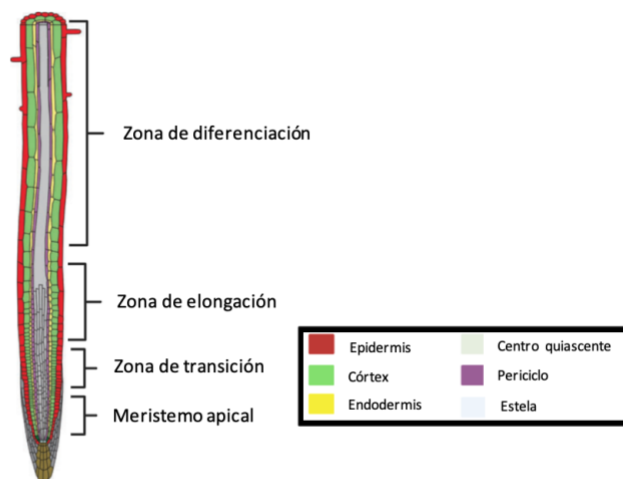 Zona de diferenciación
Zona de elongación
Zona de transición
Meristemo apical
Epidermis
Centro quiascente
Córtex
Periciclo
Endodermis
Estela